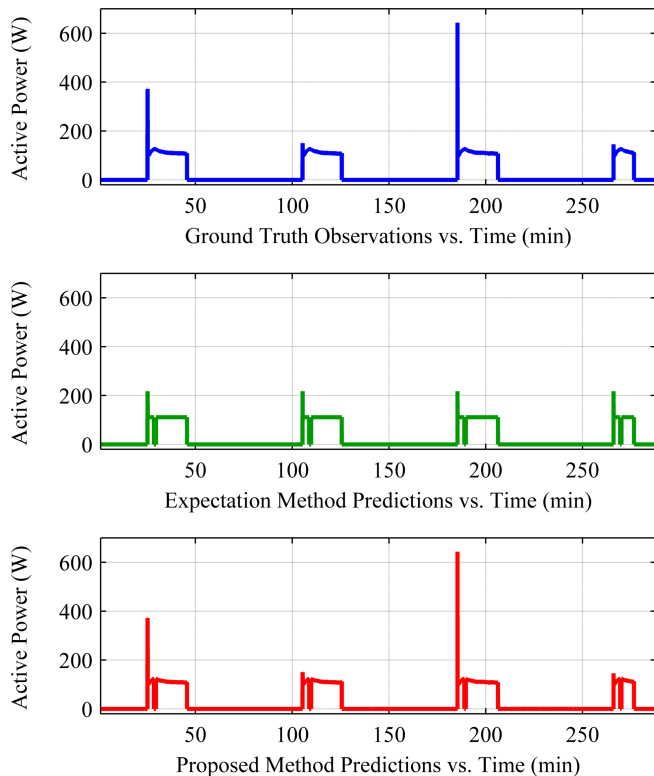 Active Power (W)
600
400
200
0
50 100 150 200 250
Ground Truth Observations vs. Time (min)
Active Power (W)
600
400
200
0
50 100 150 200 250
Expectation Method Predictions vs. Time (min)
Active Power (W)
600
400
200
0
50 100 150 200 250
Proposed Method Predictions vs. Time (min)